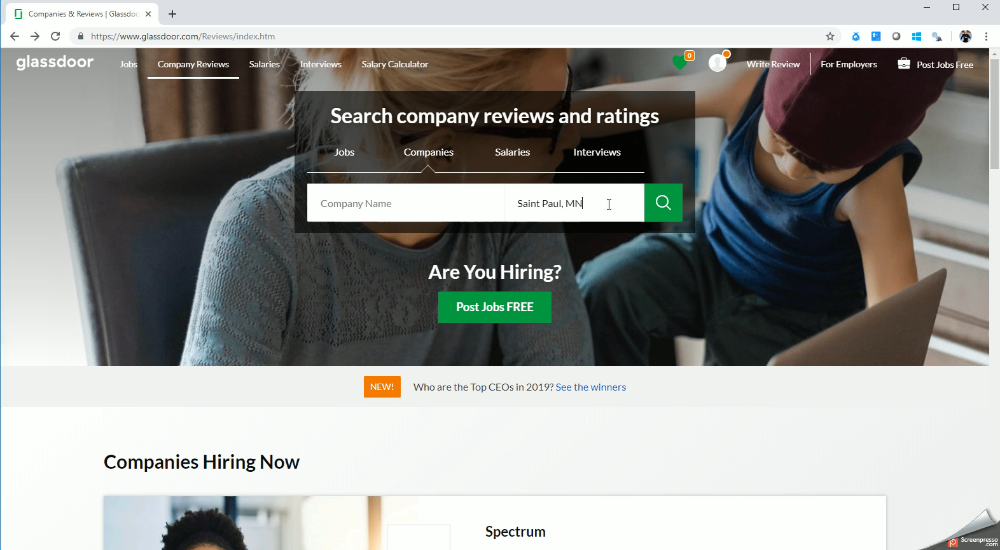 Companies & Reviews | Glassdoo
https://www.glassdoor.com/Reviews/index.htm
glassdoor
Jobs
Company Reviews
Salaries
Interviews
Salary Calculator
0
Write Review
For Employers
Post Jobs Free
Search company reviews and ratings
Jobs
Companies
Salaries
Interviews
Company Name
Saint Paul, MN
Are You Hiring?
Post Jobs FREE
NEW!
Who are the Top CEOs in 2019? See the winners
Companies Hiring Now
Spectrum
Screenpresso
.com